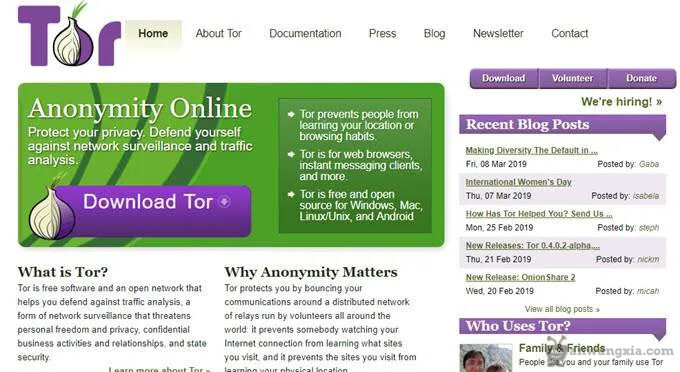 Tor
Home
About Tor
Documentation
Press
Blog
Newsletter
Contact
Download
Volunteer
Donate
We're hiring! »
Anonymity Online
Protect your privacy. Defend yourself
against network surveillance and traffic
analysis.
Download Tor
Tor prevents people from
learning your location or
browsing habits.
Tor is for web browsers,
instant messaging clients,
and more.
Tor is free and open
source for Windows, Mac,
Linux/Unix, and Android
Recent Blog Posts
Making Diversity The Default in ...
Fri, 08 Mar 2019 Posted by: Gaba
International Women's Day
Thu, 07 Mar 2019 Posted by: isabela
How Has Tor Helped You? Send Us ...
Mon, 25 Feb 2019 Posted by: steph
New Releases: Tor 0.4.0.2-alpha,...
Thu, 21 Feb 2019 Posted by: nickm
New Release: OnionShare 2
Wed, 20 Feb 2019 Posted by: micah
View all blog posts »
What is Tor?
Tor is free software and an open network that
helps you defend against traffic analysis, a
form of network surveillance that threatens
personal freedom and privacy, confidential
business activities and relationships, and state
security.
Learn more about Tor »
Why Anonymity Matters
Tor protects you by bouncing your
communications around a distributed network
of relays run by volunteers all around the
world: it prevents somebody watching your
Internet connection from learning what sites
you visit, and it prevents the sites you visit from
learning your physical location.
Who Uses Tor?
Family & Friends
People like you and your family use Tor